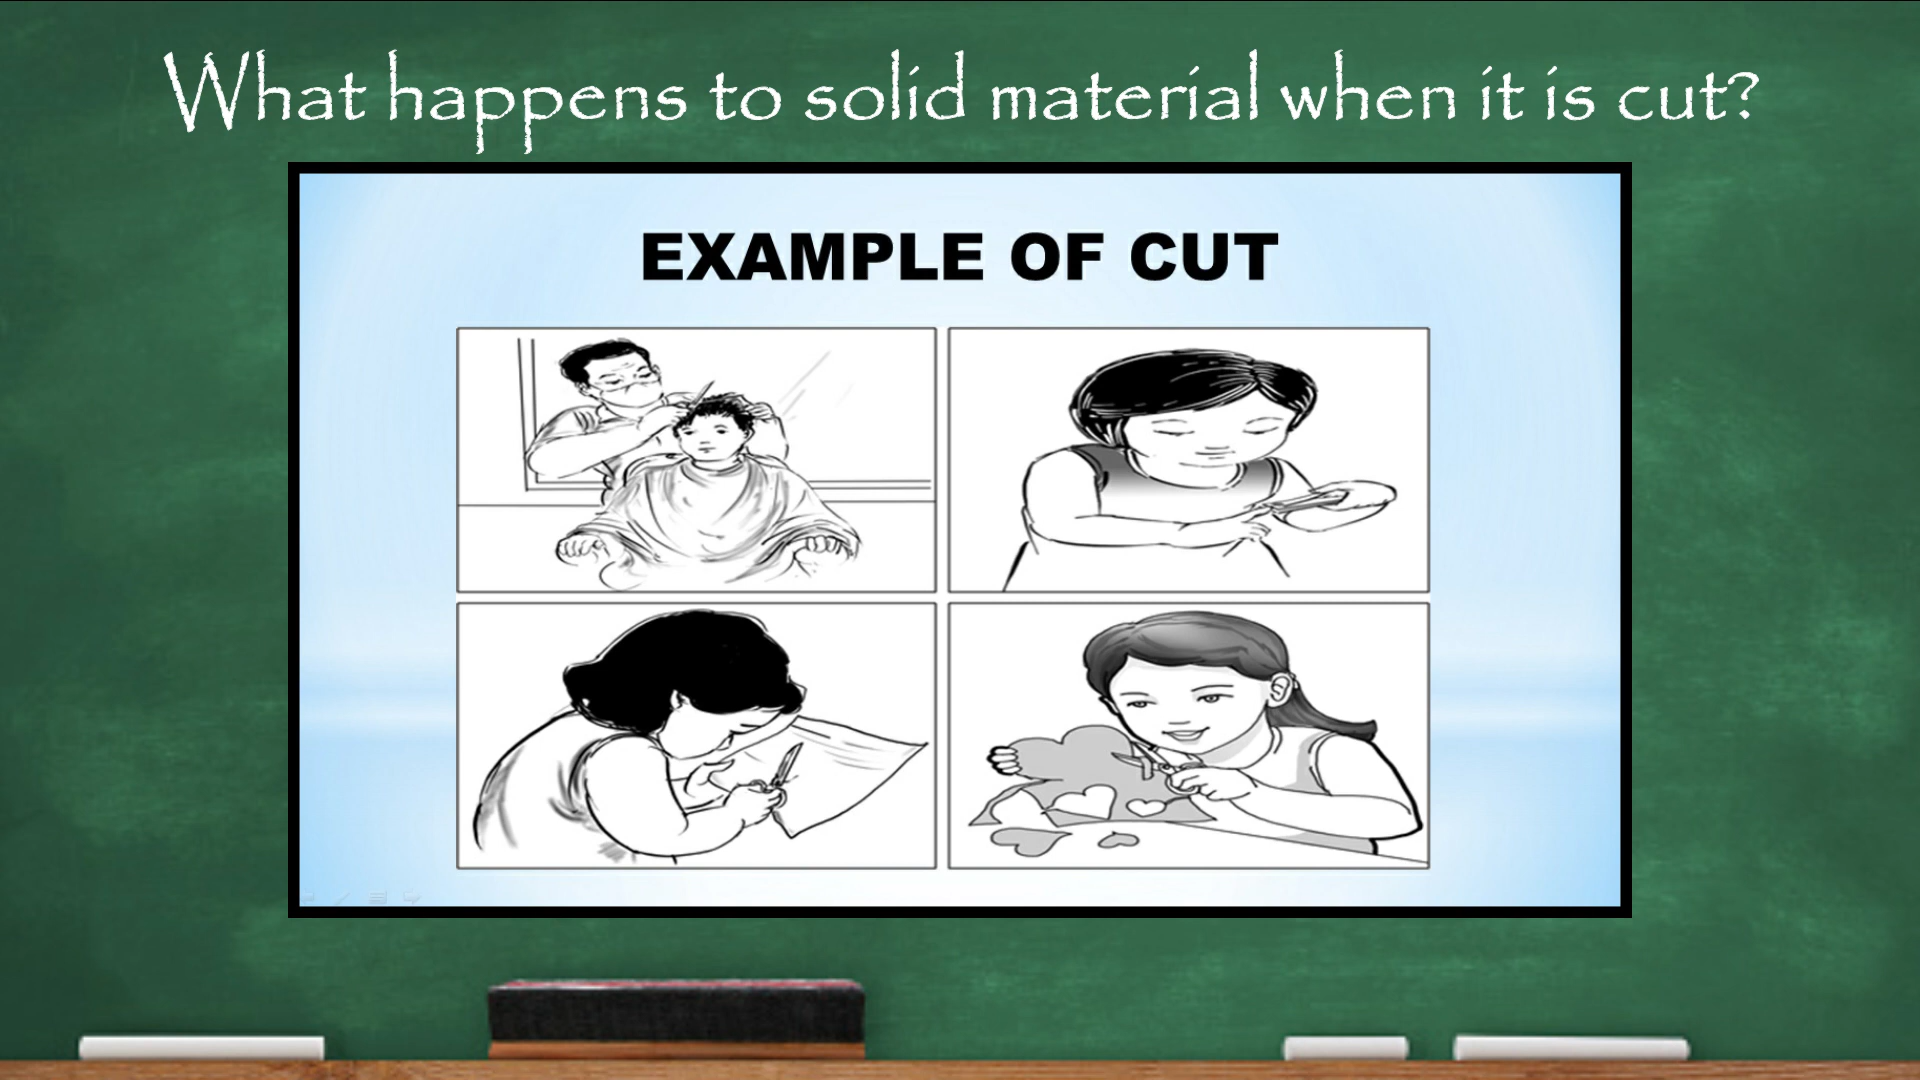 What happens to solid material when it is cut?
EXAMPLE OF CUT